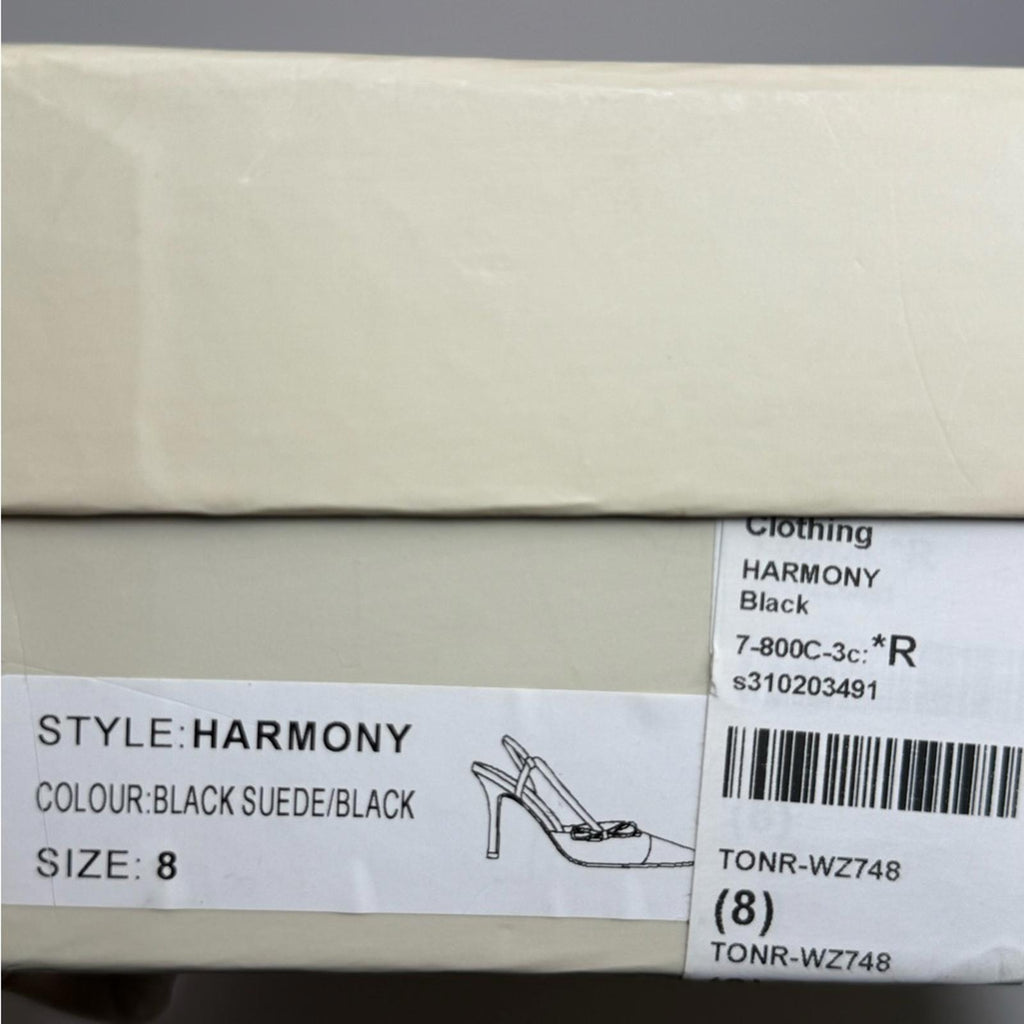 Clothing
HARMONY
Black
7-800C-3c:*R
s310203491
STYLE:HARMONY
COLOUR:BLACK SUEDE/BLACK
SIZE: 8
TONR-WZ748
(8)
TONR-WZ748